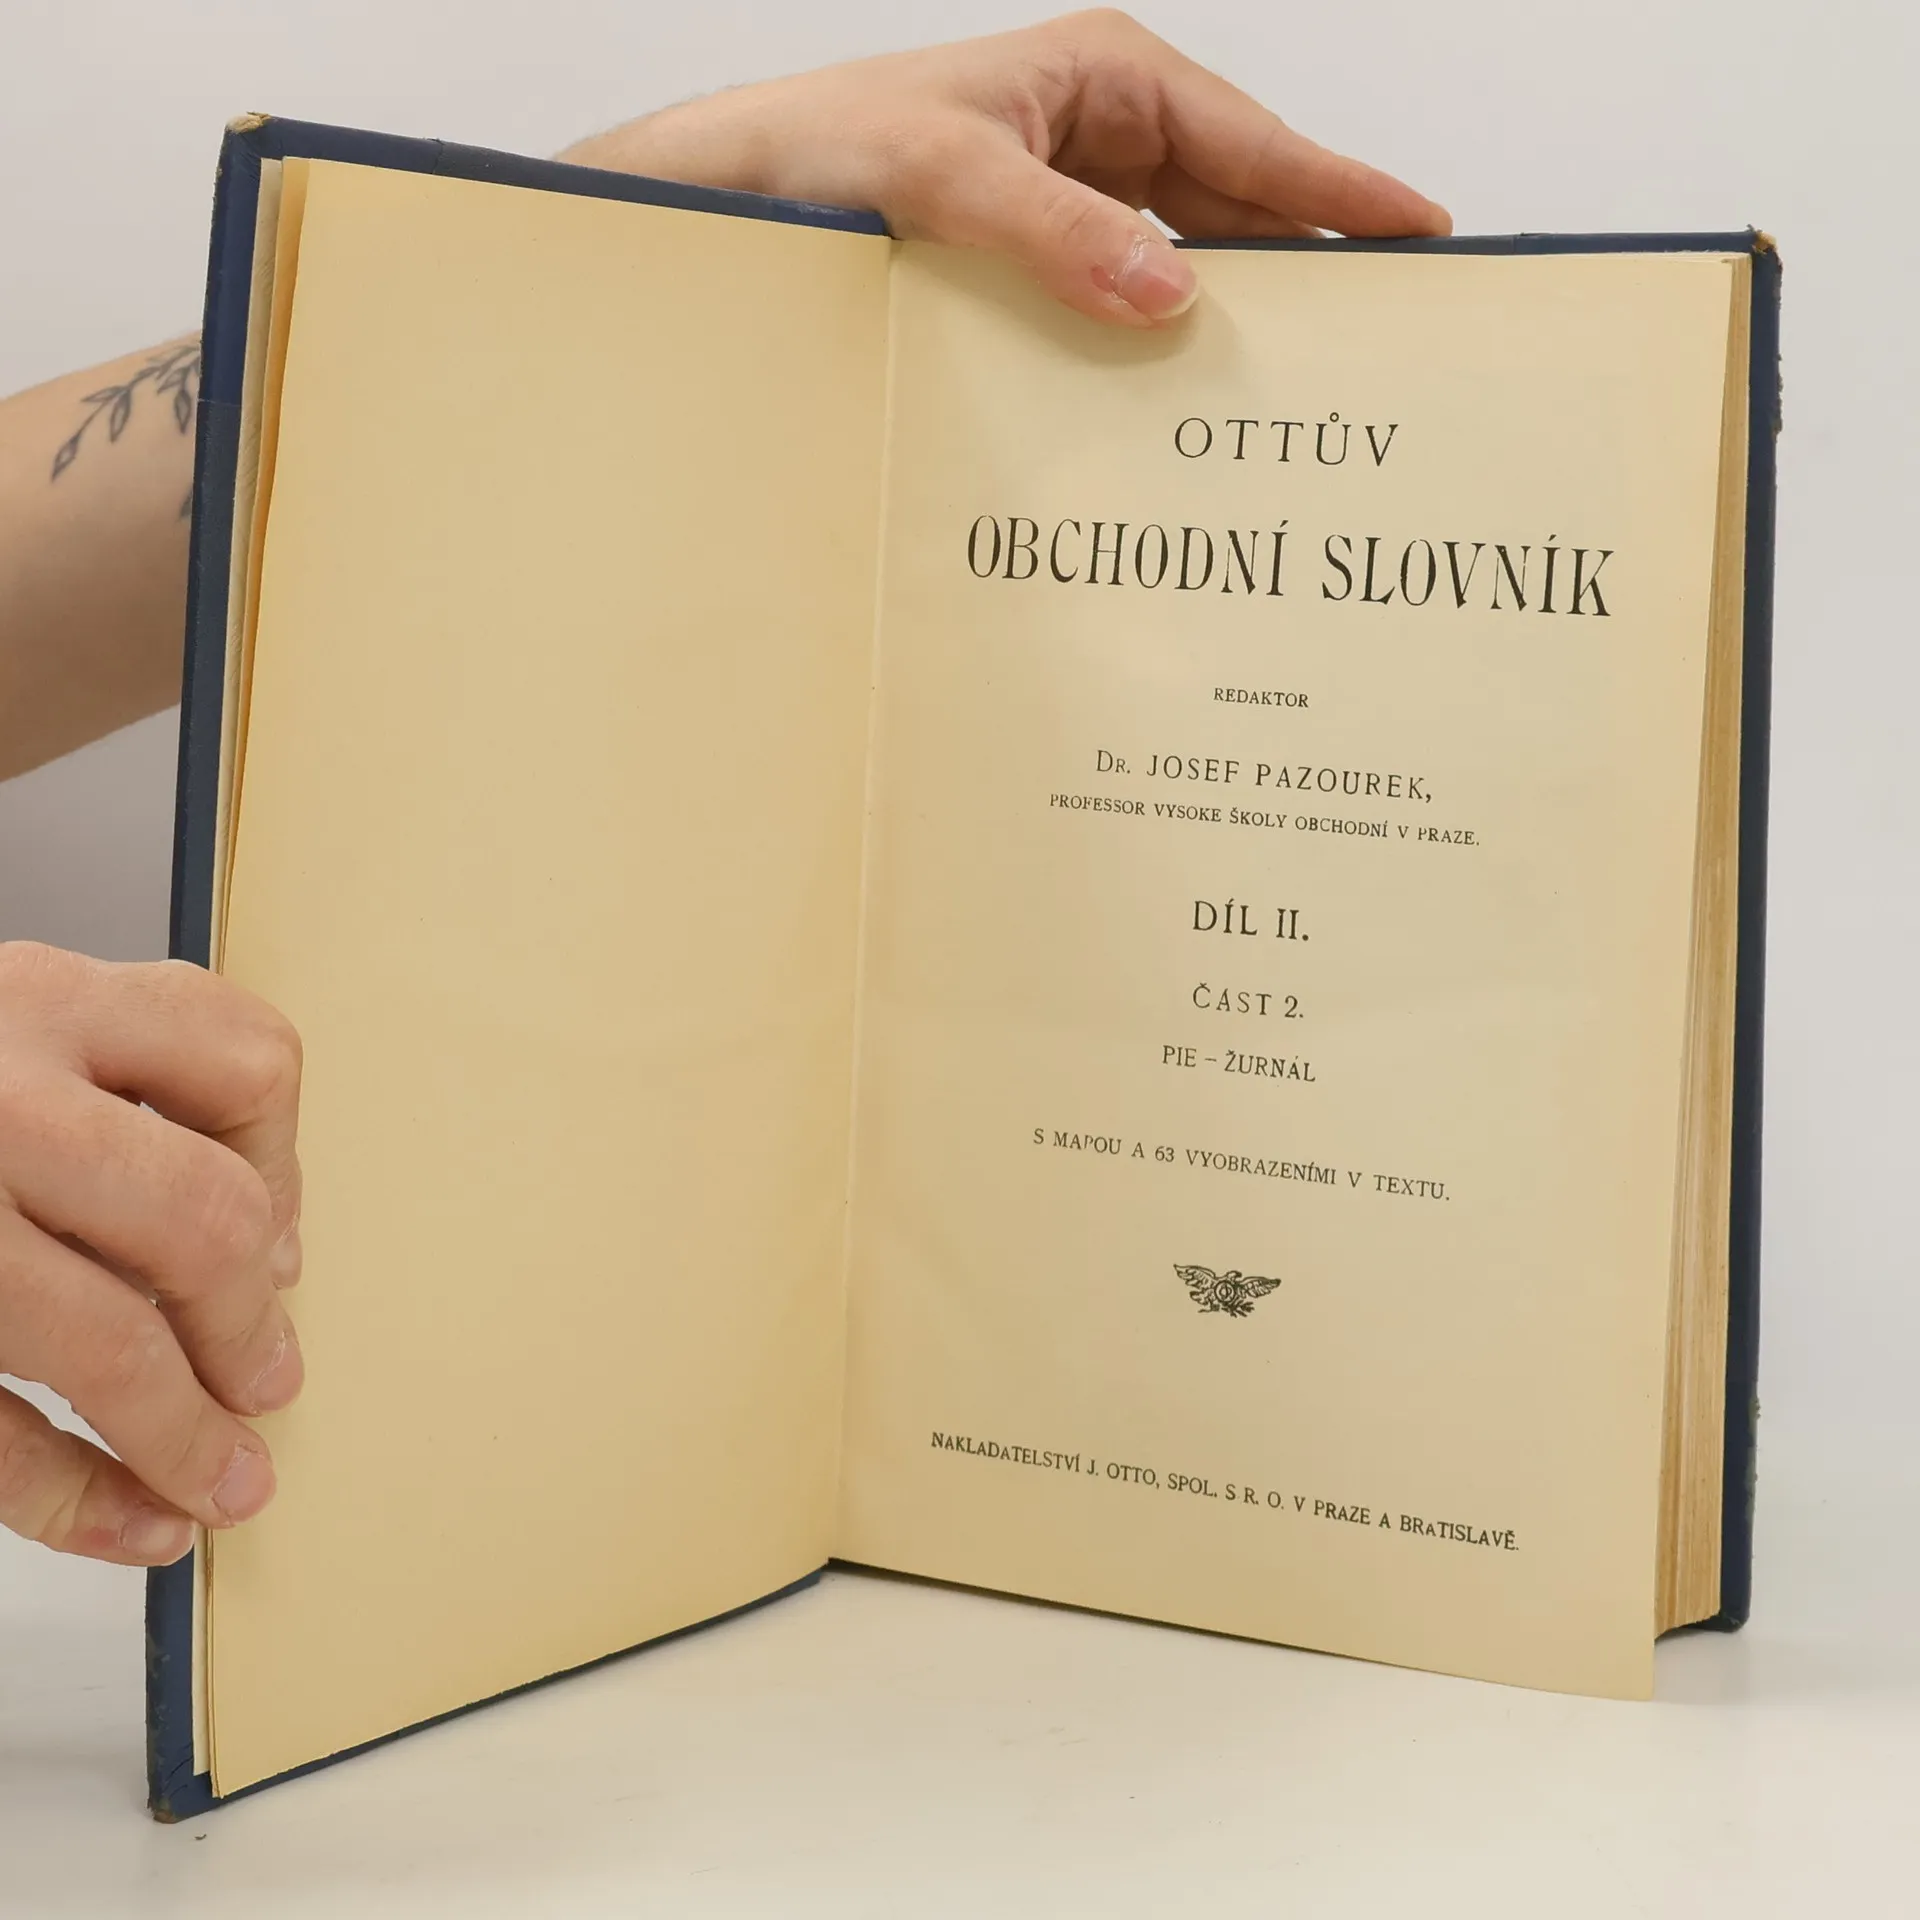 OTTŮV
OBCHODNÍ SLOVNÍK
REDAKTOR
DR. JOSEF PAZOUREK,
PROFESSOR VYSOKE ŠKOLY OBCHODNÍ V PRAZE.
DÍL II.
ČÁST 2.
PIE – ŽURNÁL
S MAPOU A 63 VYOBRAZENÍMI V TEXTU.
NAKLADATELSTVÍ J. OTTO, SPOL. S R. O. V PRAZE A BRATISLAVĚ.